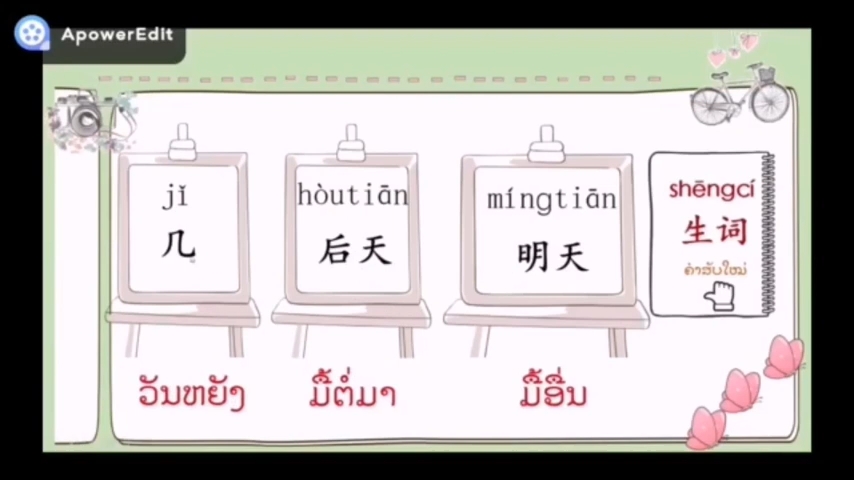 ApowerEdit
jǐ
几
hòutiān
后天
míngtiān
明天
shēngcí
生词
ຄຳສັບໃໝ່
ວັນຫຍັງ
ມື້ຕໍ່ມາ
ມື້ອື່ນ